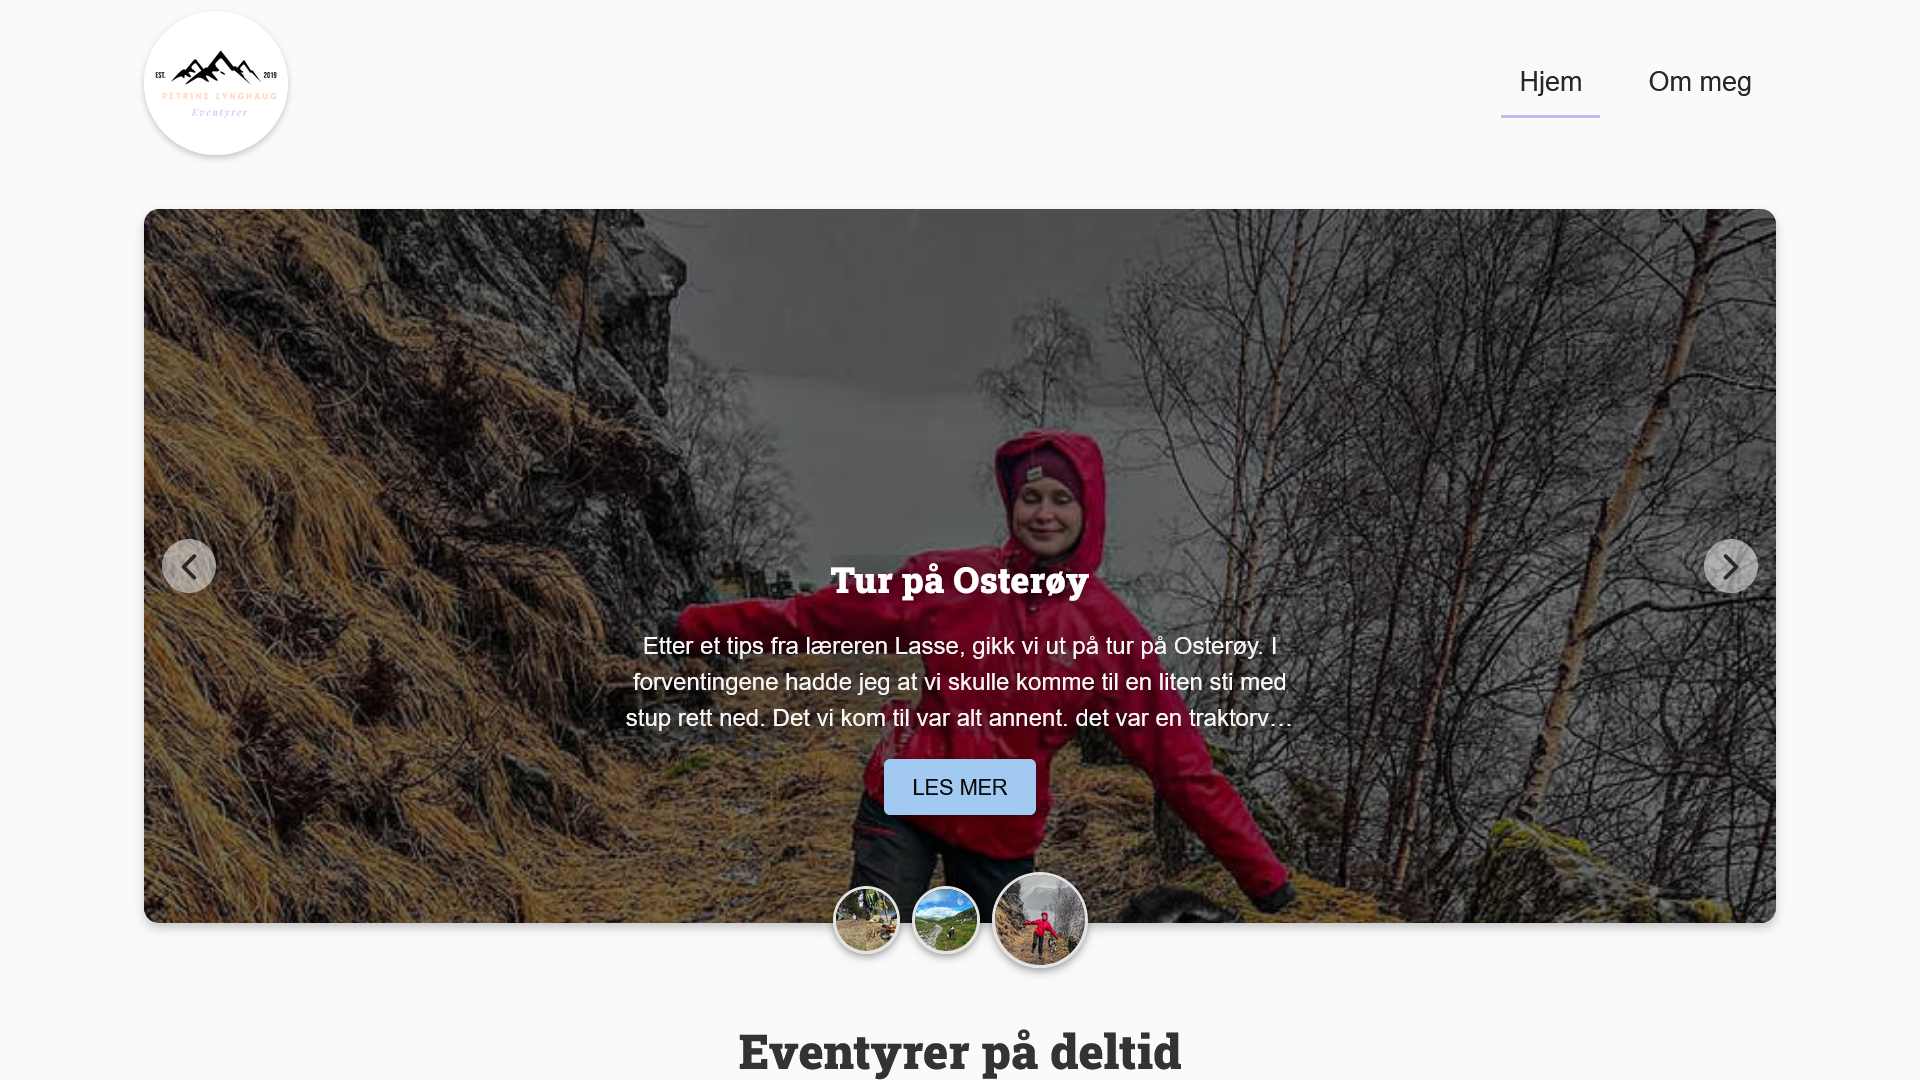 EST.
2019
PETRINE LYNGHAUG
Eventyrer
Hjem
Om meg
Tur på Osterøy
Etter et tips fra læreren Lasse, gikk vi ut på tur på Osterøy. I
forventingene hadde jeg at vi skulle komme til en liten sti med
stup rett ned. Det vi kom til var alt annent. det var en traktorv…
LES MER
Eventyrer på deltid